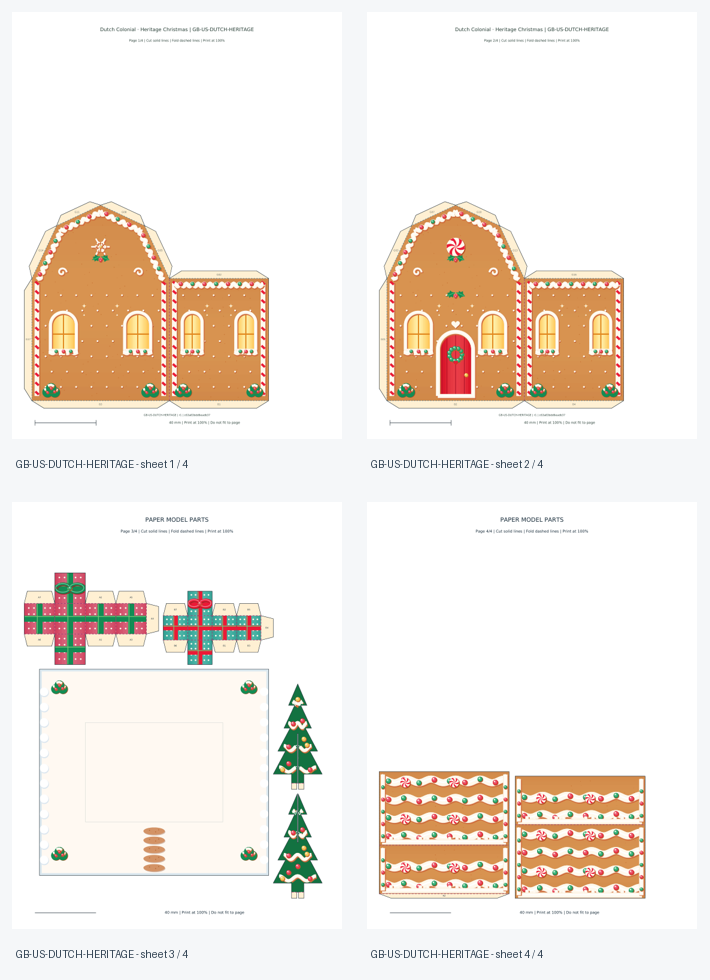 Dutch Colonial - Heritage Christmas | GB-US-DUTCH-HERITAGE
Page 1/4 | Cut solid lines | Fold dashed lines | Print at 100%
40 mm | Print at 100% | Do not fit to page
GB-US-DUTCH-HERITAGE - sheet 1 / 4
Dutch Colonial - Heritage Christmas | GB-US-DUTCH-HERITAGE
Page 2/4 | Cut solid lines | Fold dashed lines | Print at 100%
40 mm | Print at 100% | Do not fit to page
GB-US-DUTCH-HERITAGE - sheet 2 / 4
PAPER MODEL PARTS
Page 3/4 | Cut solid lines | Fold dashed lines | Print at 100%
40 mm | Print at 100% | Do not fit to page
GB-US-DUTCH-HERITAGE - sheet 3 / 4
PAPER MODEL PARTS
Page 4/4 | Cut solid lines | Fold dashed lines | Print at 100%
40 mm | Print at 100% | Do not fit to page
GB-US-DUTCH-HERITAGE - sheet 4 / 4